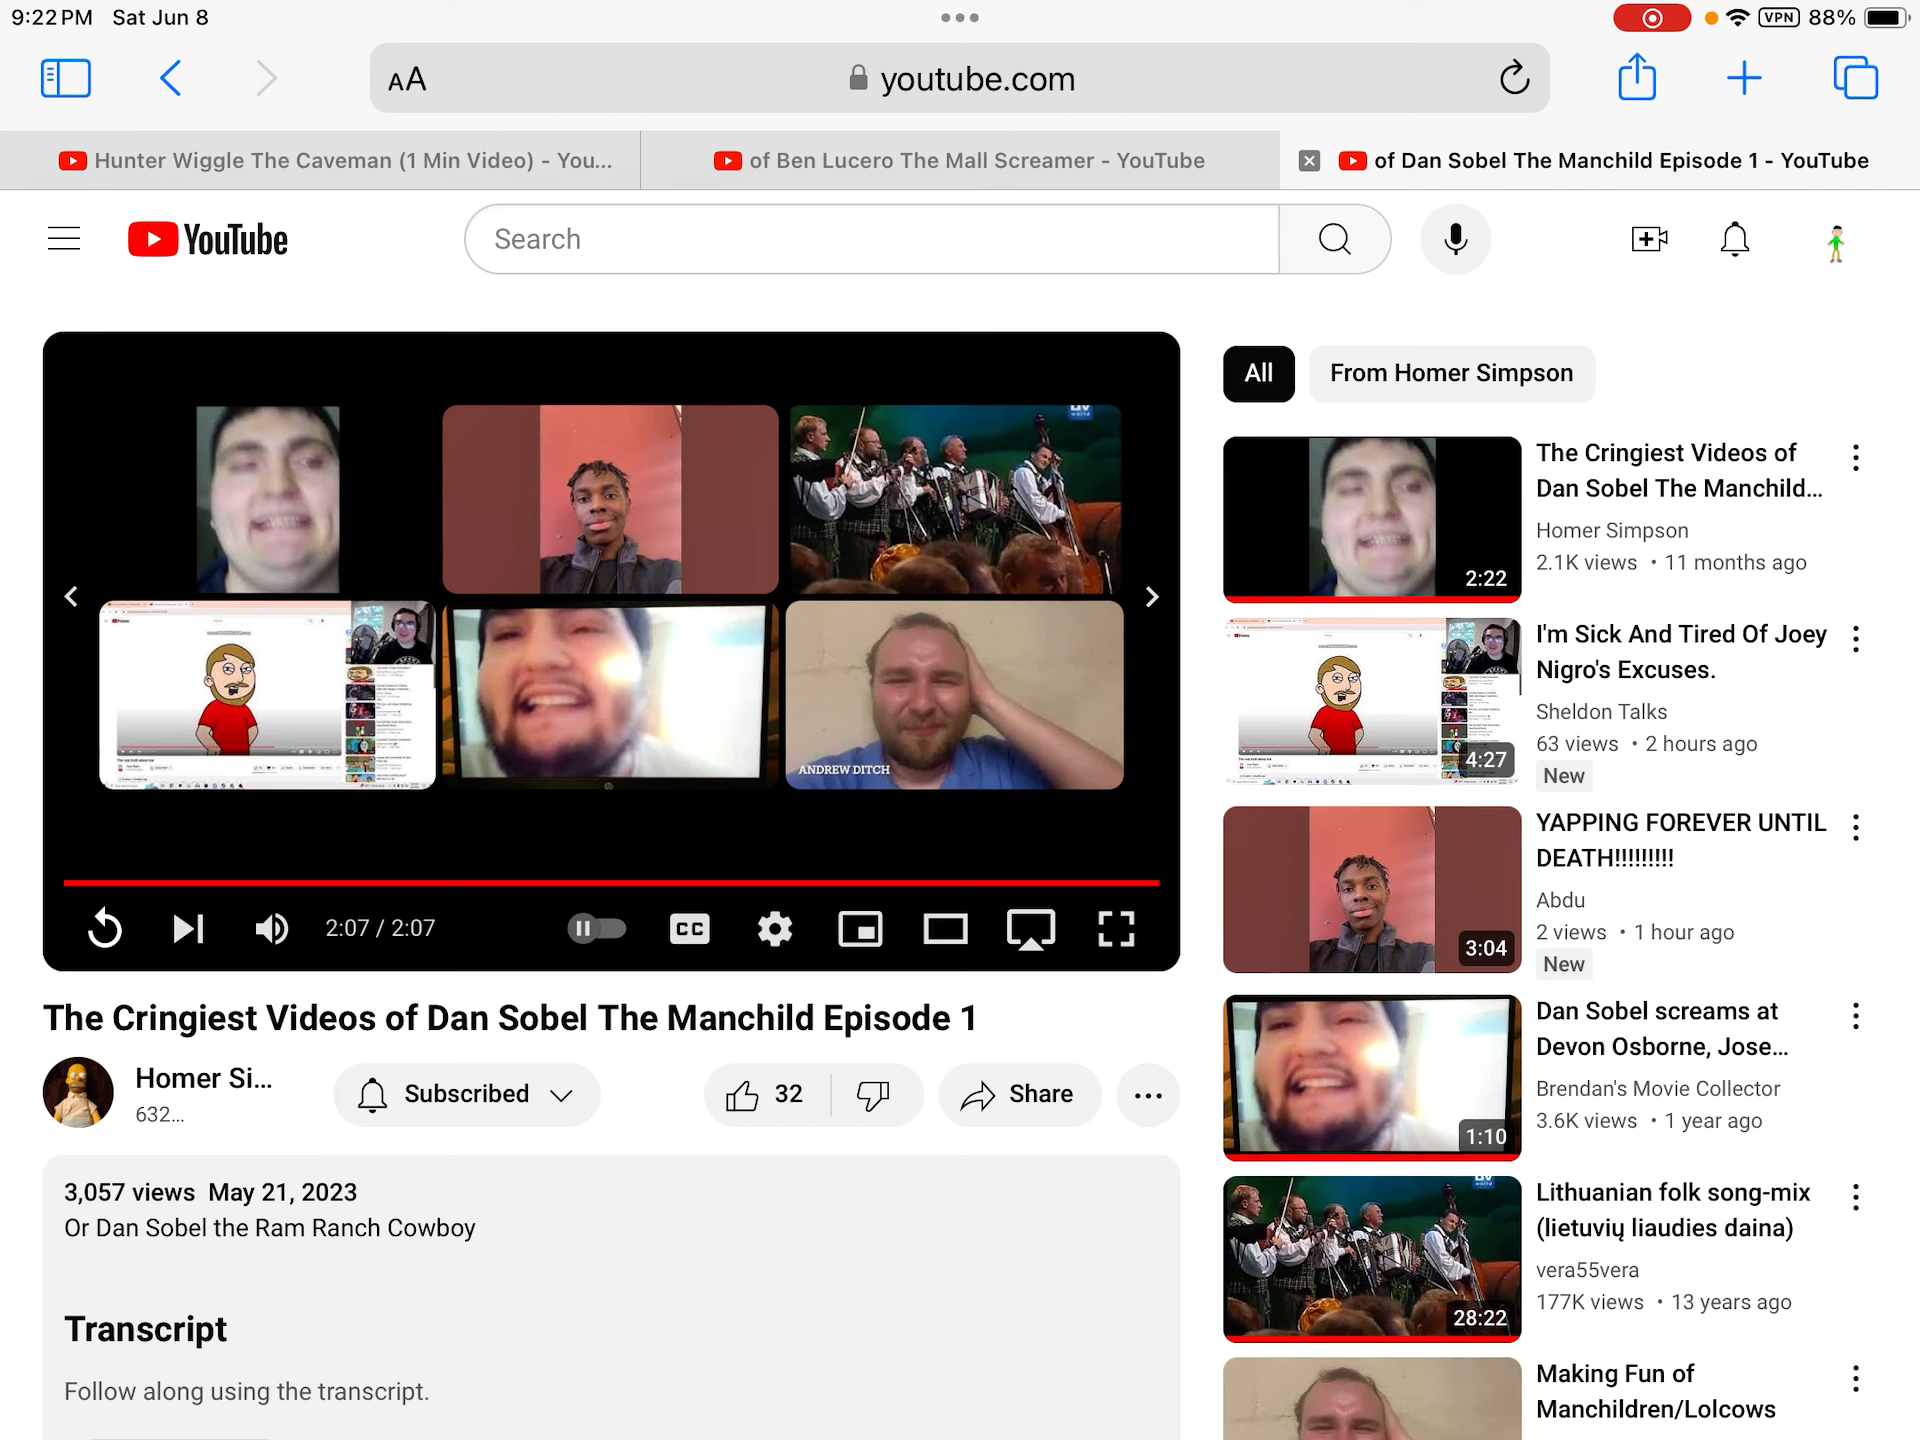 9:22 PM Sat Jun 8
VPN 88%
AA
youtube.com
Hunter Wiggle The Caveman (1 Min Video) - You...
of Ben Lucero The Mall Screamer - YouTube
of Dan Sobel The Manchild Episode 1 - YouTube
YouTube
Search
ANDREW DITCH
2:07 / 2:07
CC
The Cringiest Videos of Dan Sobel The Manchild Episode 1
Homer Si...
632...
Subscribed
32
Share
3,057 views May 21, 2023
Or Dan Sobel the Ram Ranch Cowboy
Transcript
Follow along using the transcript.
All
From Homer Simpson
The Cringiest Videos of
Dan Sobel The Manchild...
Homer Simpson
2.1K views • 11 months ago
2:22
I'm Sick And Tired Of Joey
Nigro's Excuses.
Sheldon Talks
63 views • 2 hours ago
4:27
New
YAPPING FOREVER UNTIL
DEATH!!!!!!!!!
Abdu
2 views • 1 hour ago
3:04
New
Dan Sobel screams at
Devon Osborne, Jose...
Brendan's Movie Collector
3.6K views • 1 year ago
1:10
Lithuanian folk song-mix
(lietuvių liaudies daina)
vera55vera
177K views • 13 years ago
28:22
Making Fun of
Manchildren/Lolcows